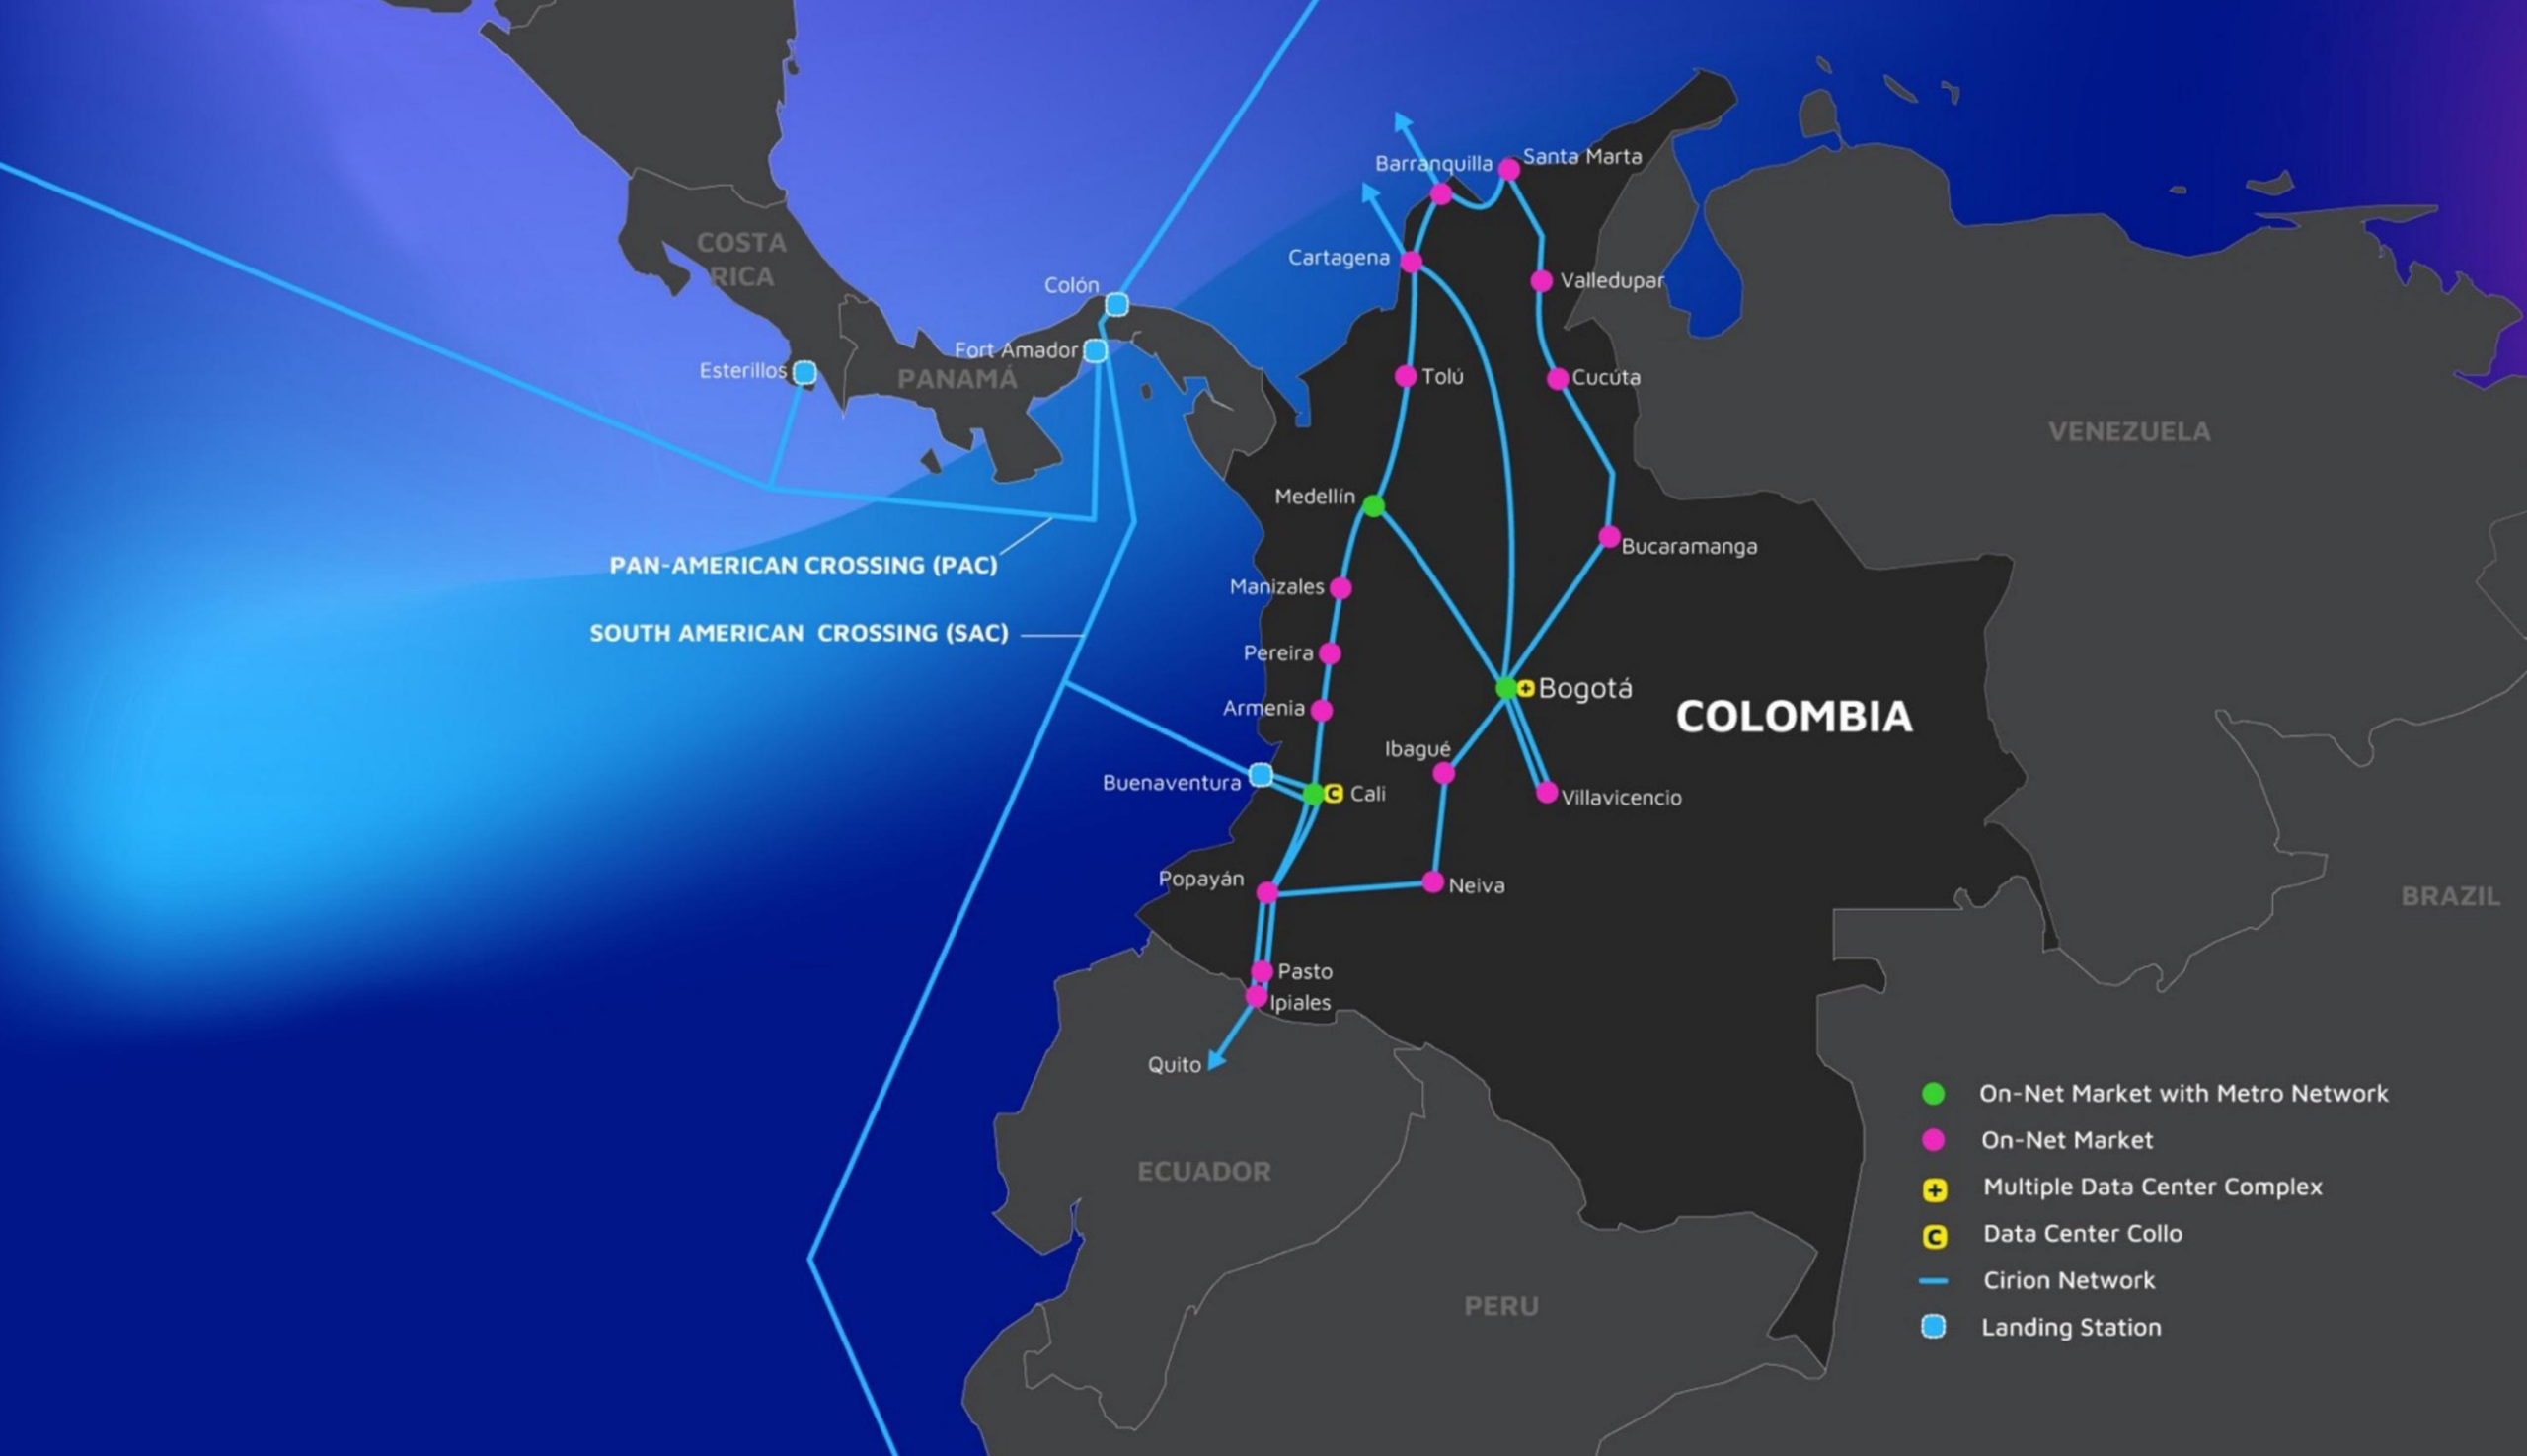 Barranquilla
Santa Marta
COSTA
RICA
Cartagena
Valledupar
Colón
Fort Amador
Esterillos
PANAMÁ
Tolú
Cucúta
VENEZUELA
Medellín
Bucaramanga
PAN-AMERICAN CROSSING (PAC)
Manizales
SOUTH AMERICAN CROSSING (SAC)
Pereira
+ Bogotá
Armenia
COLOMBIA
Ibagué
Buenaventura
C Cali
Villavicencio
Popayán
Neiva
BRAZIL
Pasto
Ipiales
Quito
ECUADOR
PERU
On-Net Market with Metro Network
On-Net Market
+ Multiple Data Center Complex
C Data Center Collo
Cirion Network
Landing Station